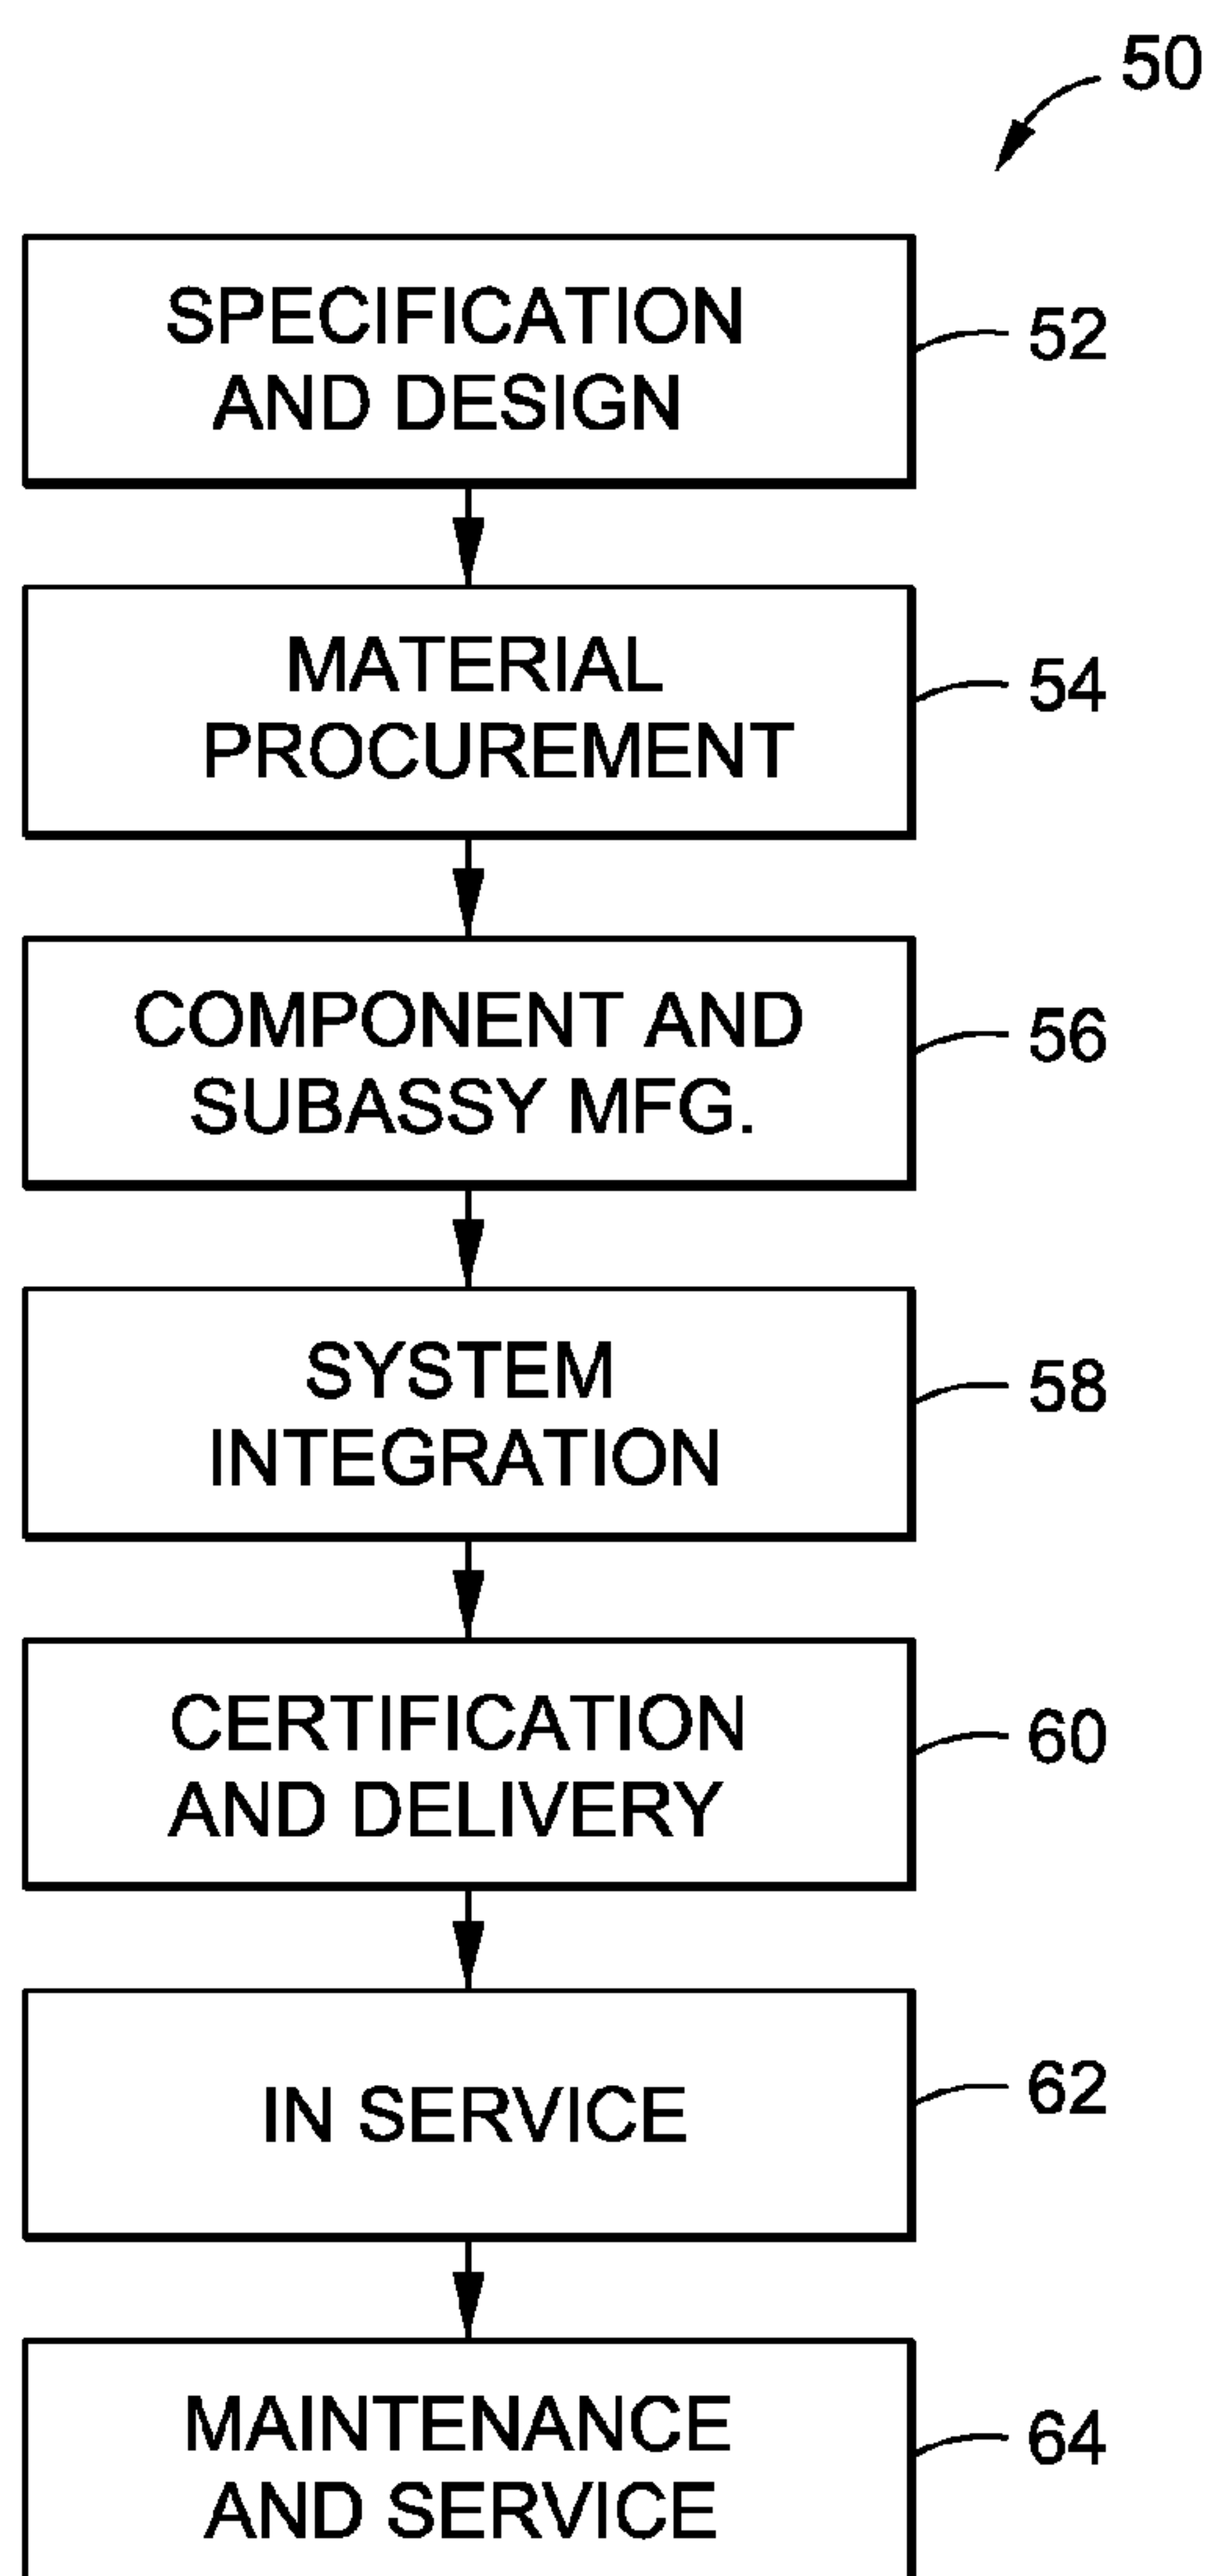 50
SPECIFICATION
AND DESIGN
52
MATERIAL
PROCUREMENT
54
COMPONENT AND
SUBASSY MFG.
56
SYSTEM
INTEGRATION
58
CERTIFICATION
AND DELIVERY
60
IN SERVICE
62
MAINTENANCE
AND SERVICE
64